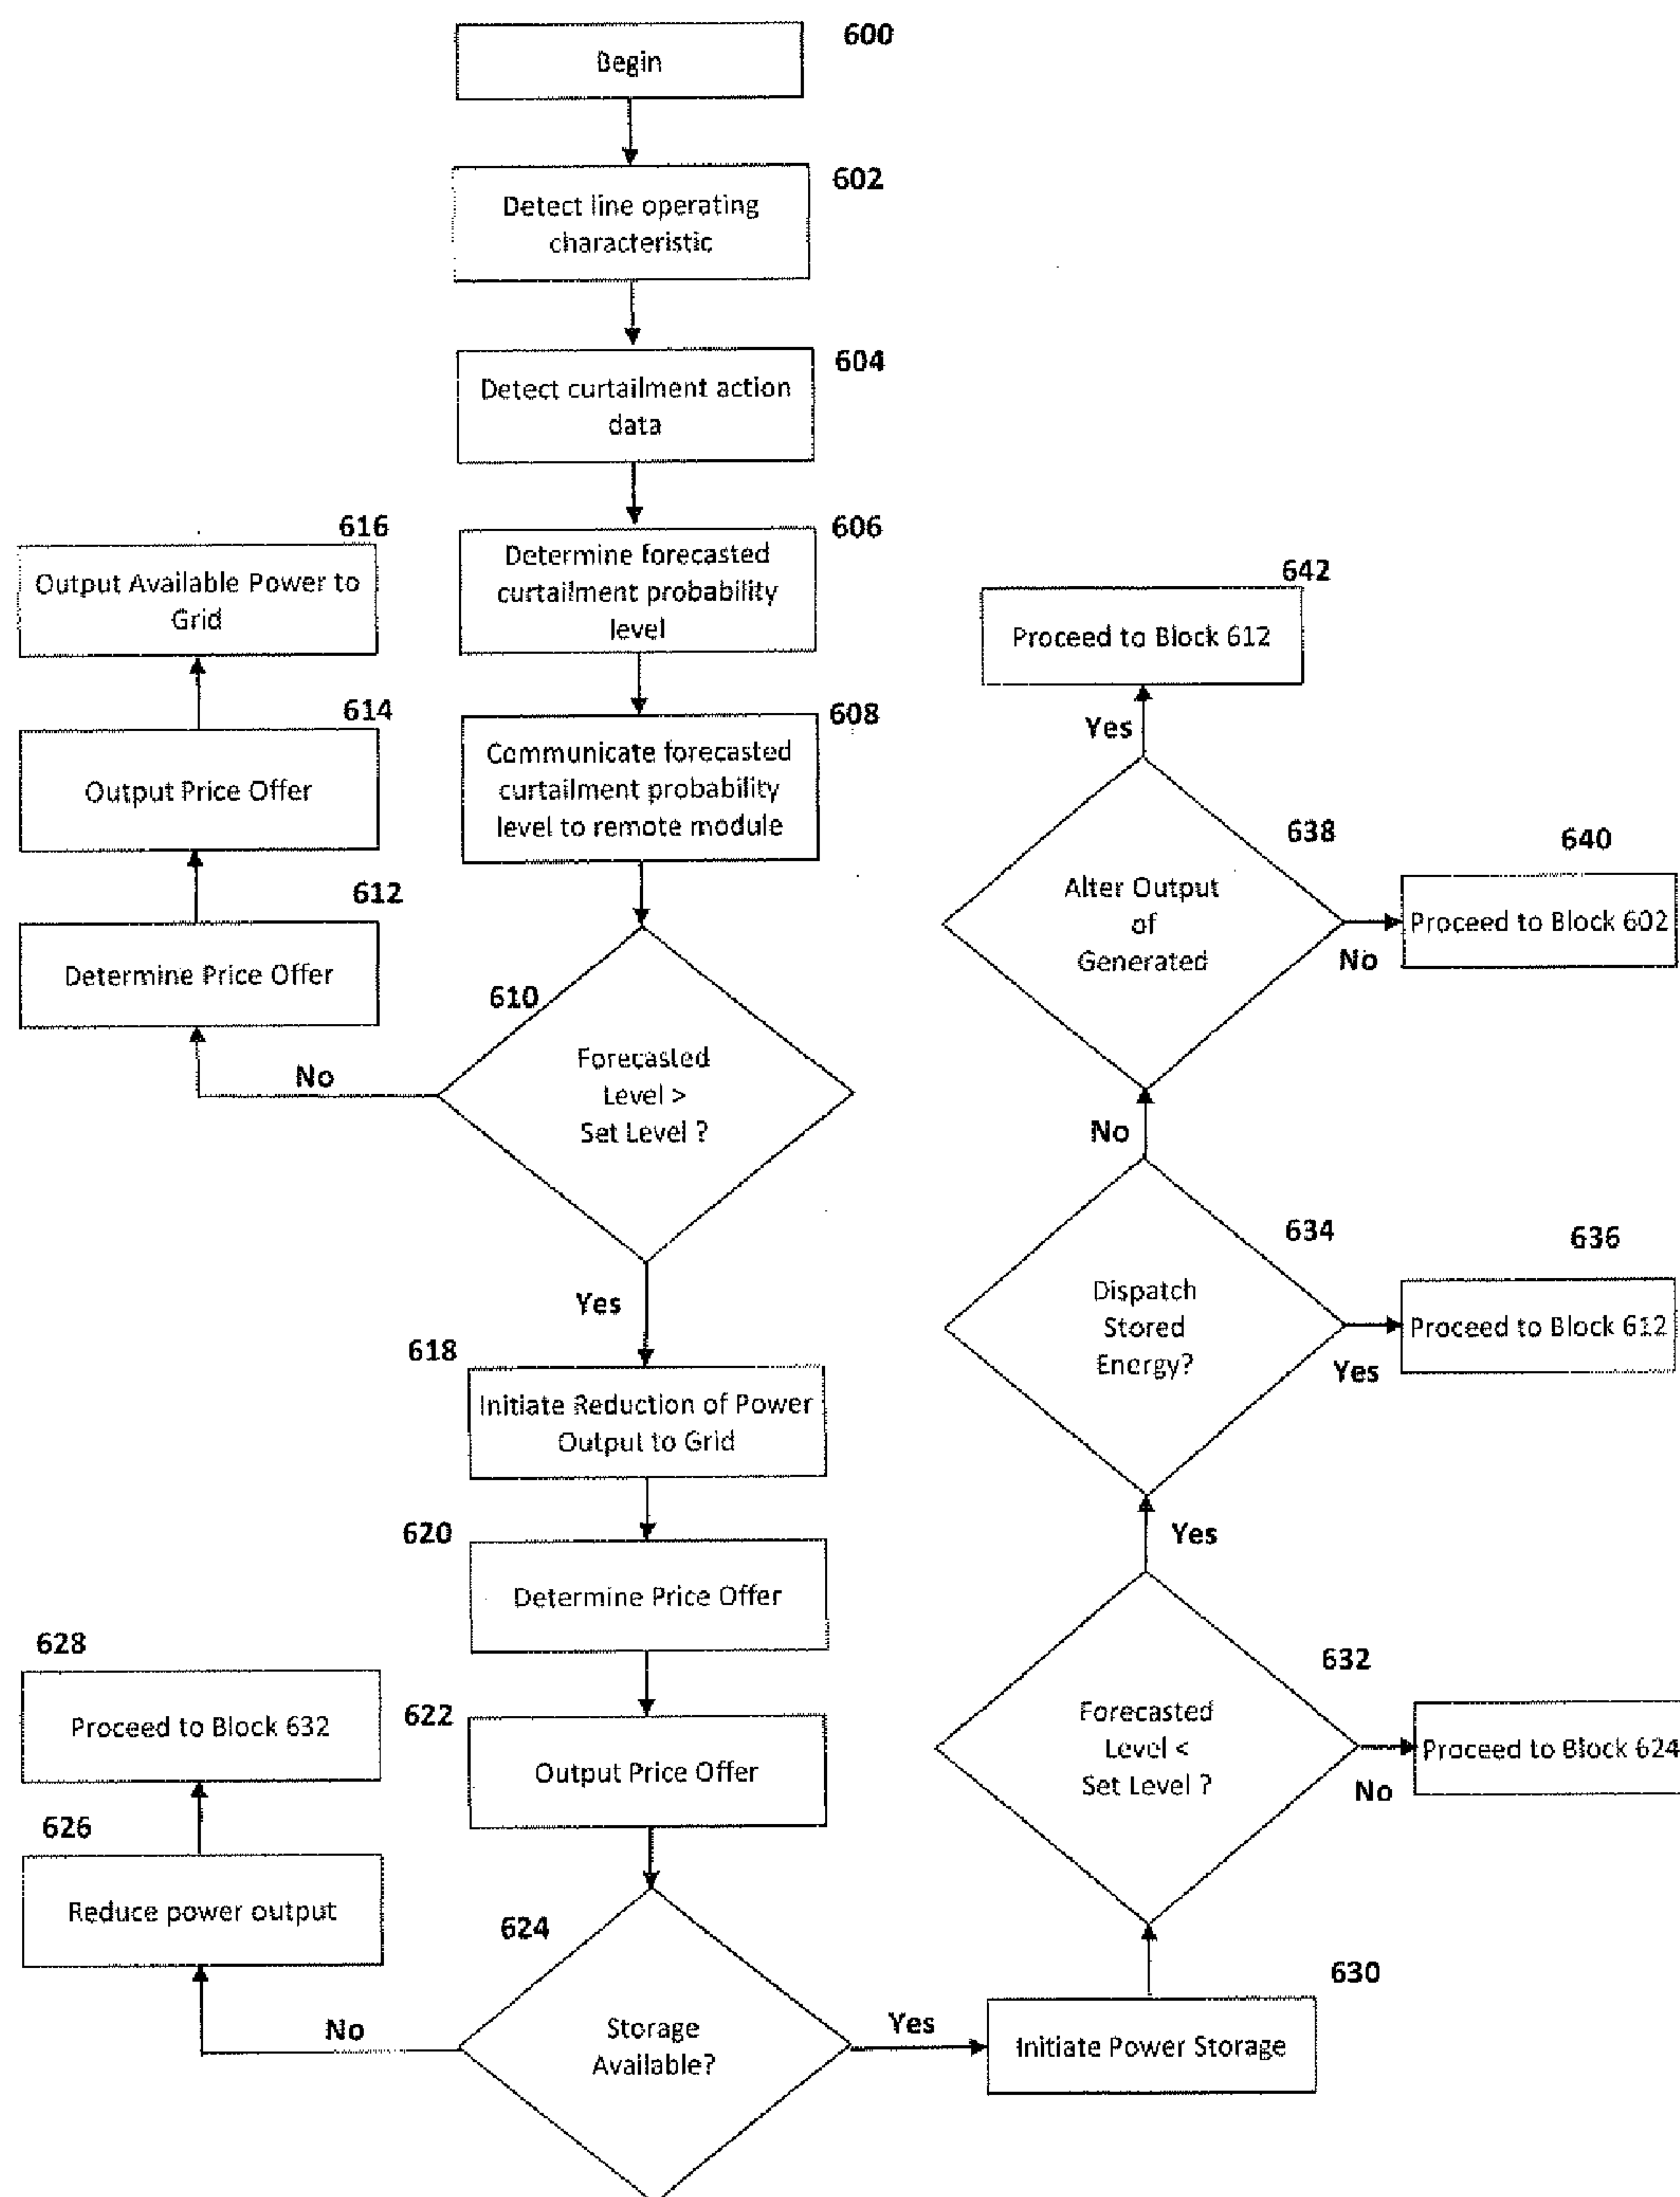 600
Begin
602
Detect line operating
characteristic
604
Detect curtailment action
data
606
Determine forecasted
curtailment probability
level
608
Communicate forecasted
curtailment probability
level to remote module
616
Output Available Power to
Grid
614
Output Price Offer
612
Determine Price Offer
610
Forecasted
Level >
Set Level ?
No
Yes
618
Initiate Reduction of Power
Output to Grid
620
Determine Price Offer
622
Output Price Offer
624
Storage
Available?
No
626
Reduce power output
628
Proceed to Block 632
Yes
630
Initiate Power Storage
632
Forecasted
Level <
Set Level ?
No
Proceed to Block 624
Yes
634
Dispatch
Stored
Energy?
636
Yes
Proceed to Block 612
No
638
Alter Output
of
Generated
640
No
Proceed to Block 602
Yes
642
Proceed to Block 612